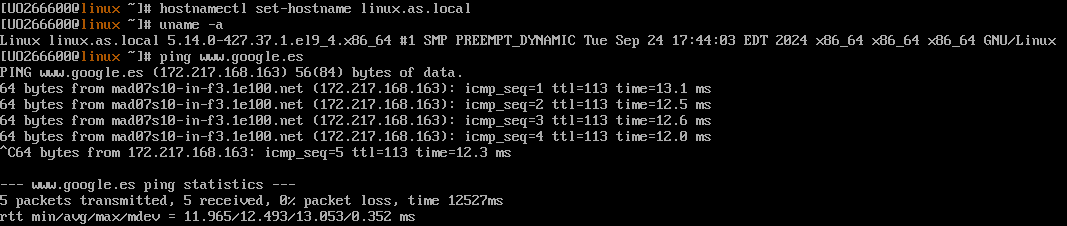 [UO266600@linux ~]# hostnamectl set-hostname linux.as.local
[UO266600@linux ~]# uname -a
Linux linux.as.local 5.14.0-427.37.1.el9_4.x86_64 #1 SMP PREEMPT_DYNAMIC Tue Sep 24 17:44:03 EDT 2024 x86_64 x86_64 x86_64 GNU/Linux
[UO266600@linux ~]# ping www.google.es
PING www.google.es (172.217.168.163) 56(84) bytes of data.
64 bytes from mad07s10-in-f3.1e100.net (172.217.168.163): icmp_seq=1 ttl=113 time=13.1 ms
64 bytes from mad07s10-in-f3.1e100.net (172.217.168.163): icmp_seq=2 ttl=113 time=12.5 ms
64 bytes from mad07s10-in-f3.1e100.net (172.217.168.163): icmp_seq=3 ttl=113 time=12.6 ms
64 bytes from mad07s10-in-f3.1e100.net (172.217.168.163): icmp_seq=4 ttl=113 time=12.0 ms
^C64 bytes from 172.217.168.163: icmp_seq=5 ttl=113 time=12.3 ms
--- www.google.es ping statistics ---
5 packets transmitted, 5 received, 0% packet loss, time 12527ms
rtt min/avg/max/mdev = 11.965/12.493/13.053/0.352 ms